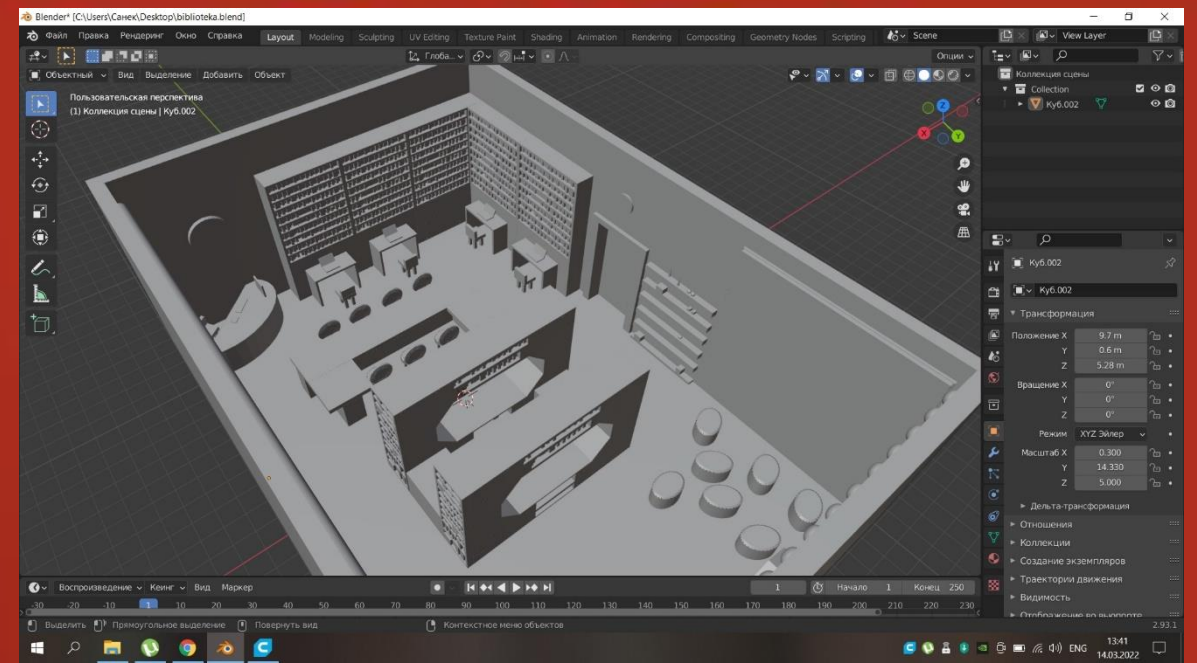 Blender* [C:\Users\Санек\Desktop\biblioteka.blend]
Файл Правка Рендеринг Окно Справка Layout Modeling Sculpting UV Editing Texture Paint Shading Animation Rendering Compositing Geometry Nodes Scripting Scene View Layer
Глоба... Опции
Объектный Вид Выделение Добавить Объект
Пользовательская перспектива
(1) Коллекция сцены | Куб.002
Z
X
Y
Коллекция сцены
Collection
Куб.002
Куб.002
Куб.002
Трансформация
Положение X 9.7 m
Y 0.6 m
Z 5.28 m
Вращение X 0°
Y 0°
Z 0°
Режим XYZ Эйлер
Масштаб X 0.300
Y 14.330
Z 5.000
Дельта-трансформация
Отношения
Коллекции
Создание экземпляров
Траектории движения
Видимость
Отображение во вьюпорте
Воспроизведение Кеинг Вид Маркер 1 Начало 1 Конец 250
-30 -20 -10 1 10 20 30 40 50 60 70 80 90 100 110 120 130 140 150 160 170 180 190 200 210 220 230
Выделить Прямоугольное выделение Повернуть вид Контекстное меню объектов 2.93.1
ENG 13:41
14.03.2022